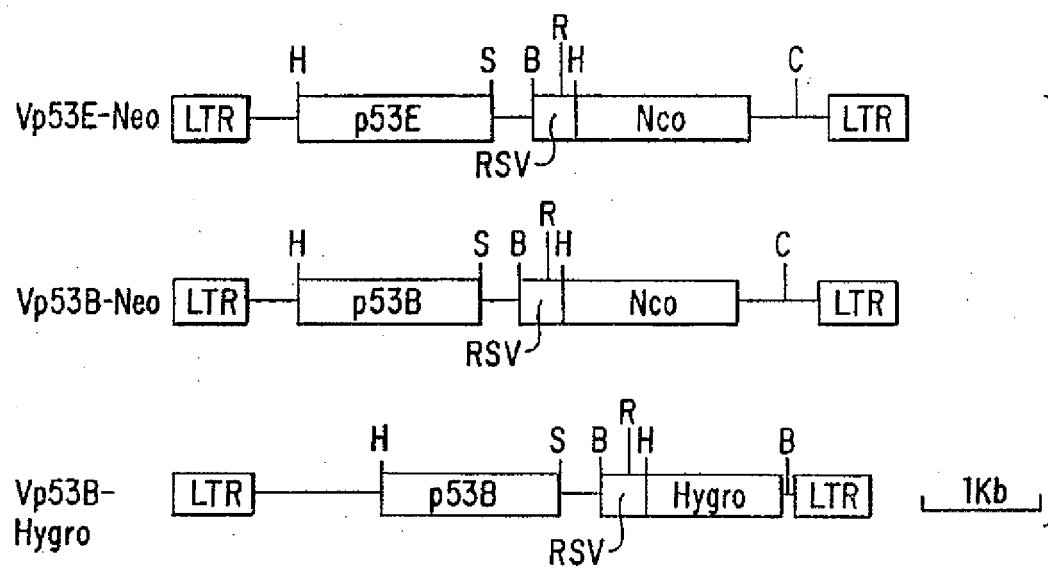 H S B R H C
Vp53E-Neo LTR p53E Nco LTR
RSV
H S B R H C
Vp53B-Neo LTR p53B Nco LTR
RSV
H S B R H B
Vp53B-Hygro LTR p53B Hygro LTR 1Kb
RSV